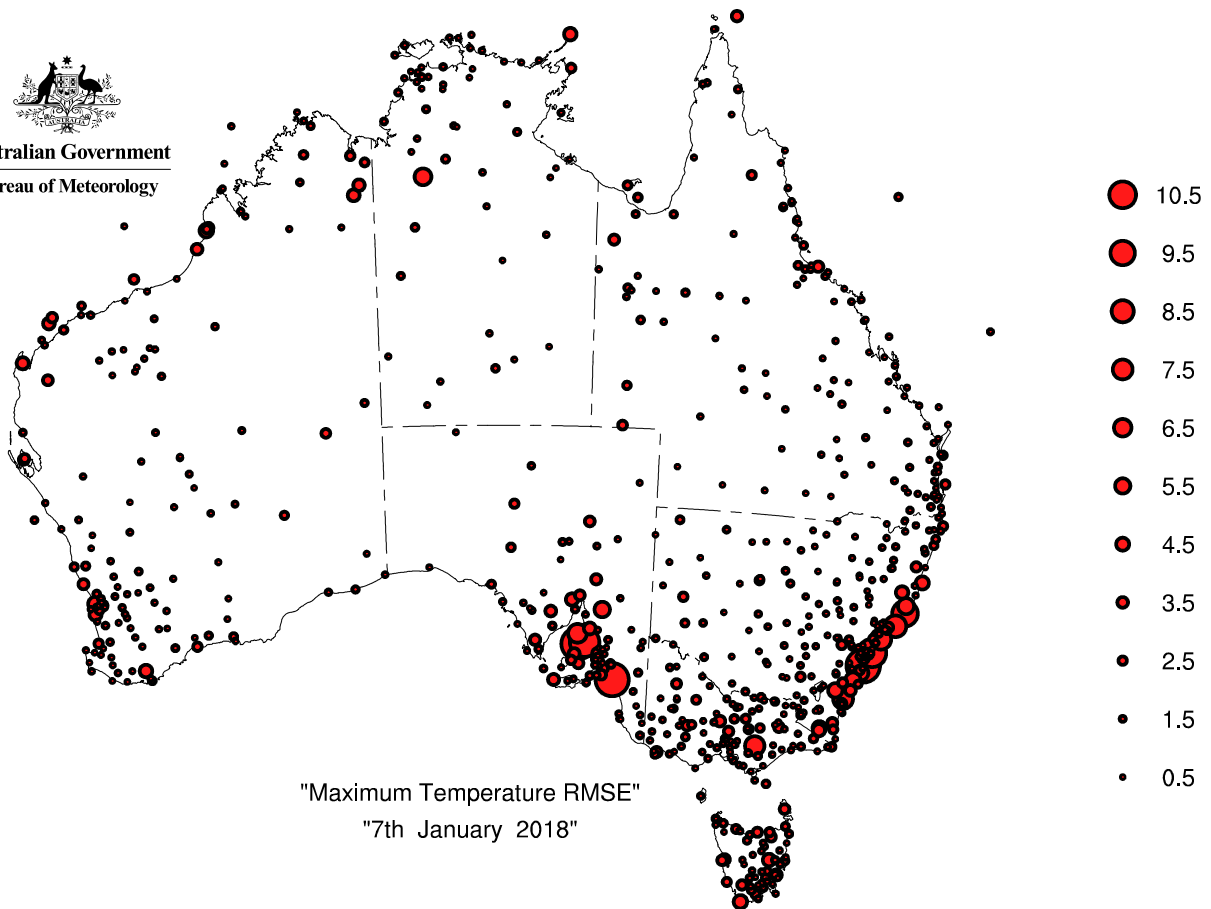 AUSTRALIA
tralian Government
reau of Meteorology
10.5
9.5
8.5
7.5
6.5
5.5
4.5
3.5
2.5
1.5
0.5
"Maximum Temperature RMSE"
"7th January 2018"